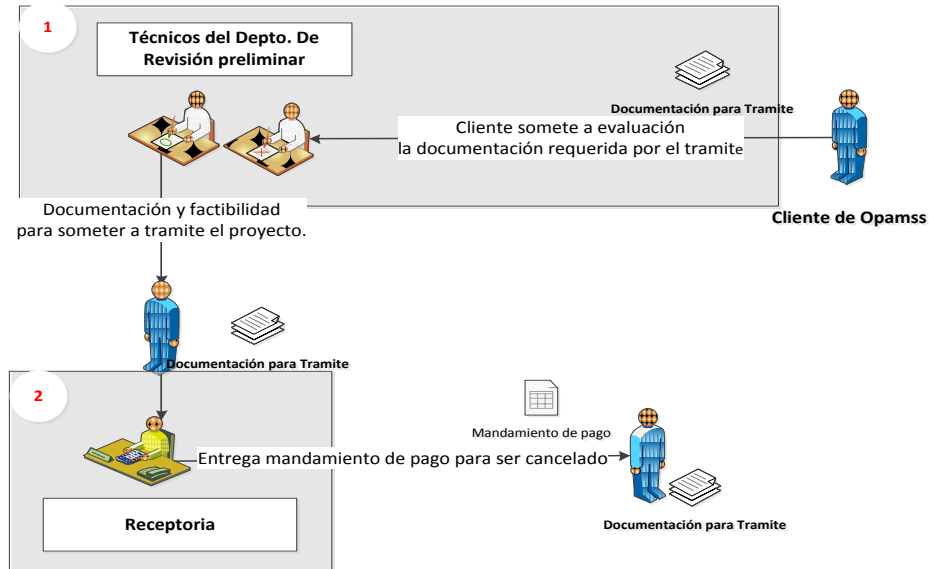 1
Técnicos del Depto. De
Revisión preliminar
Documentación para Tramite
Cliente somete a evaluación
la documentación requerida por el tramite
Cliente de Opamss
Documentación y factibilidad
para someter a tramite el proyecto.
Documentación para Tramite
2
Mandamiento de pago
Entrega mandamiento de pago para ser cancelado
Receptoria
Documentación para Tramite